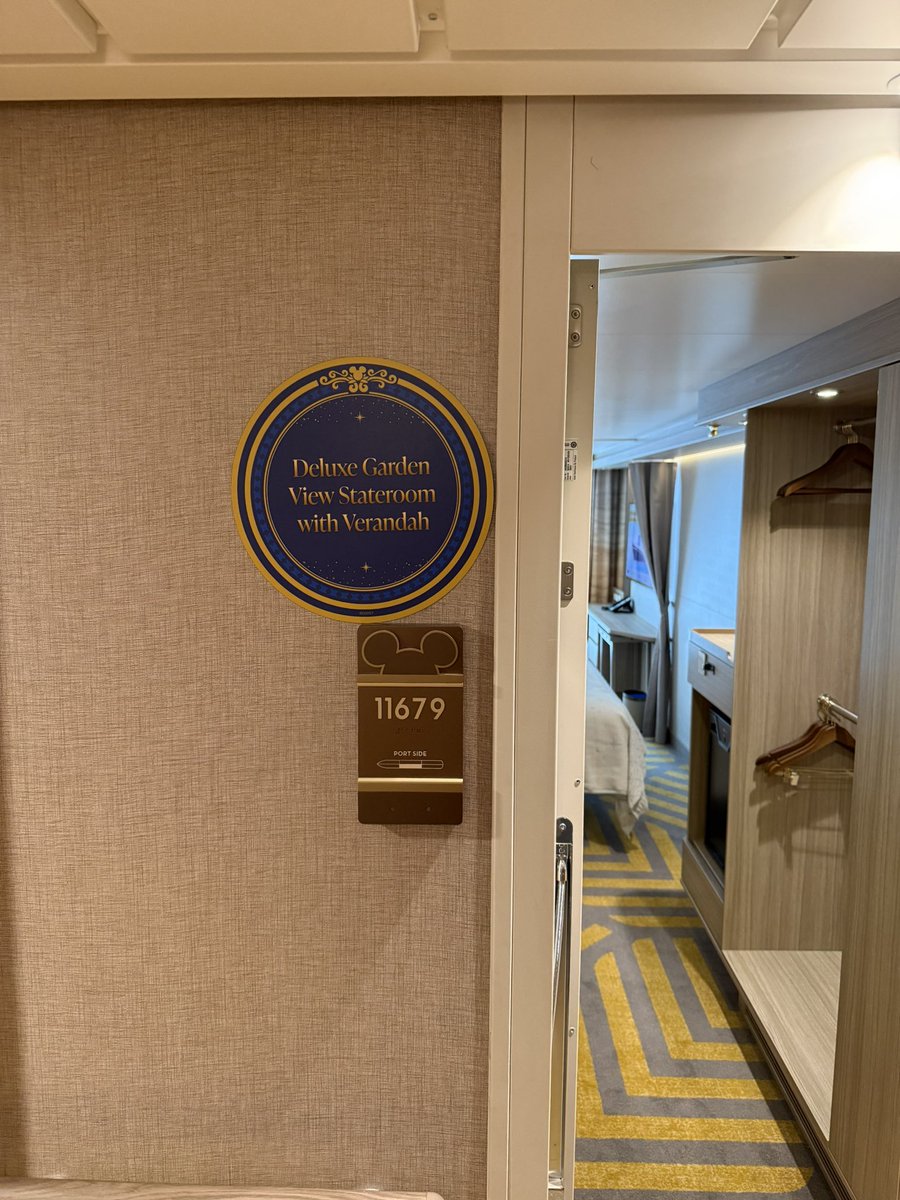 Deluxe Garden
View Stateroom
with Verandah
11679
PORT SIDE